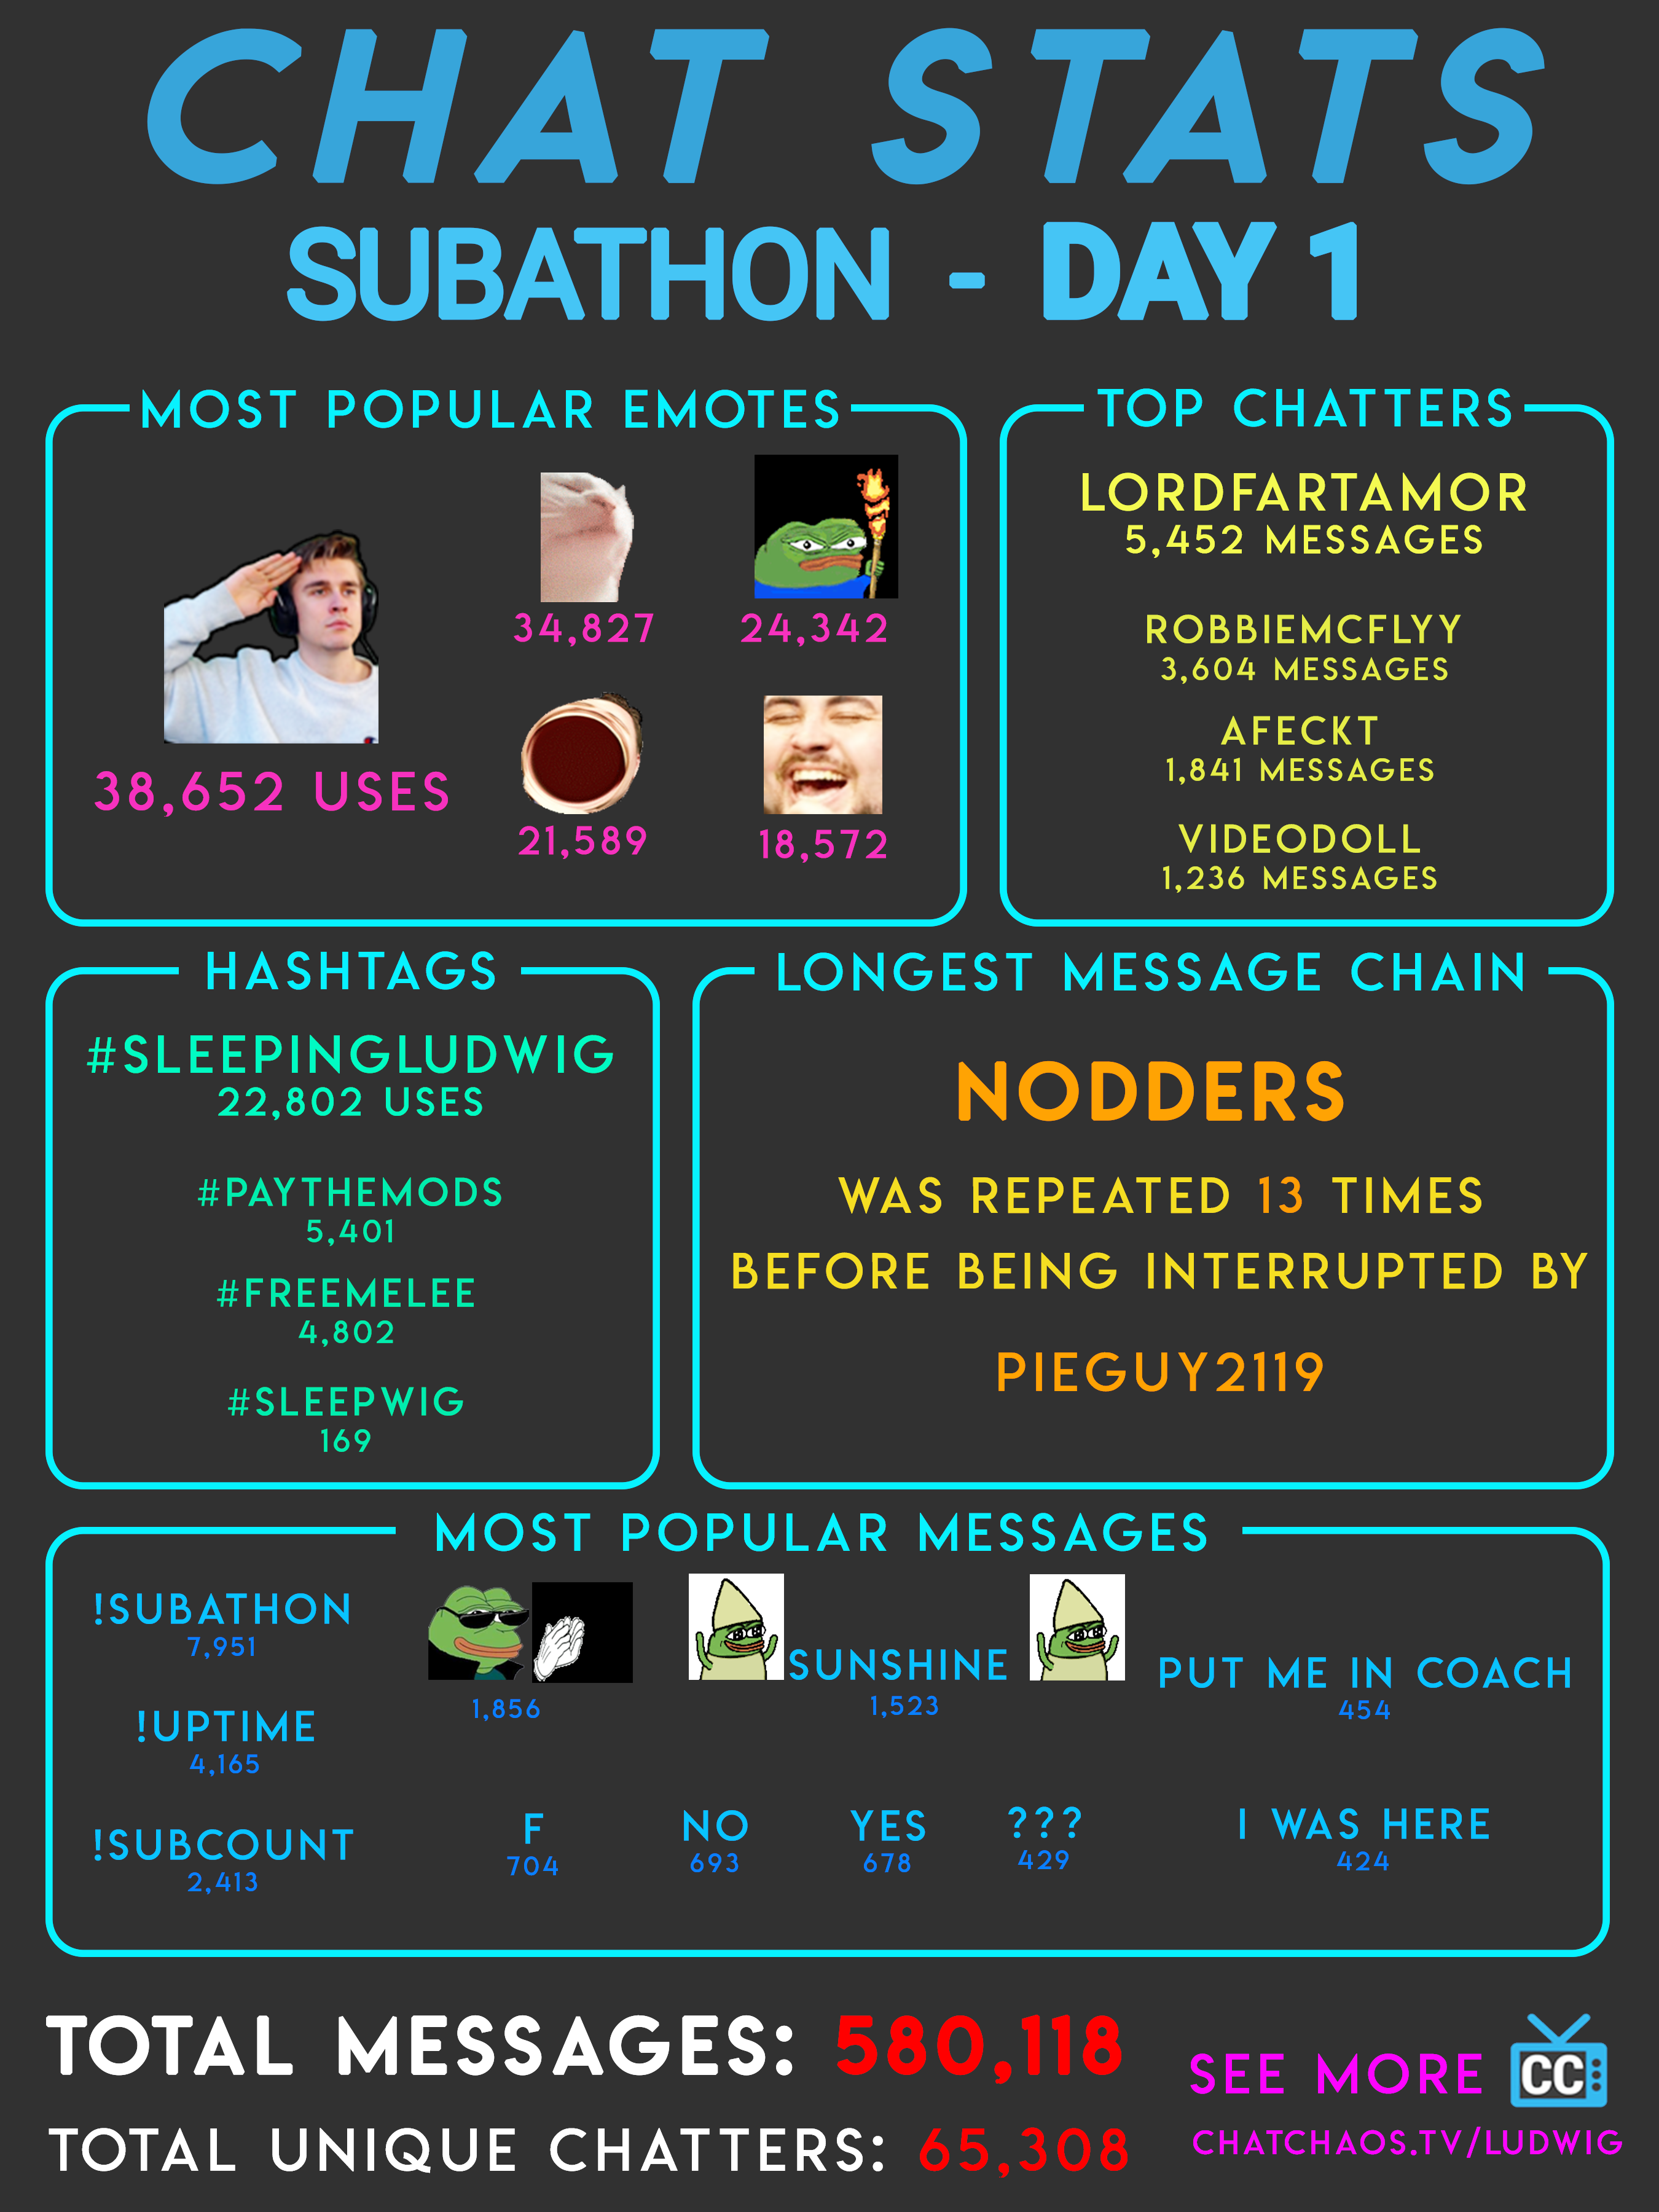 CHAT STATS
SUBATHON - DAY 1
MOST POPULAR EMOTES
38,652 USES
34,827
24,342
21,589
18,572
TOP CHATTERS
LORDFARTAMOR
5,452 MESSAGES
ROBBIEMCFLYY
3,604 MESSAGES
AFECKT
1,841 MESSAGES
VIDEODOLL
1,236 MESSAGES
HASHTAGS
#SLEEPINGLUDWIG
22,802 USES
#PAYTHEMODS
5,401
#FREEMELEE
4,802
#SLEEPWIG
169
LONGEST MESSAGE CHAIN
NODDERS
WAS REPEATED 13 TIMES
BEFORE BEING INTERRUPTED BY
PIEGUY2119
MOST POPULAR MESSAGES
!SUBATHON
7,951
!UPTIME
4,165
!SUBCOUNT
2,413
1,856
SUNSHINE
1,523
PUT ME IN COACH
454
F
704
NO
693
YES
678
???
429
I WAS HERE
424
TOTAL MESSAGES: 580,118
TOTAL UNIQUE CHATTERS: 65,308
SEE MORE
CC
CHATCHAOS.TV/LUDWIG